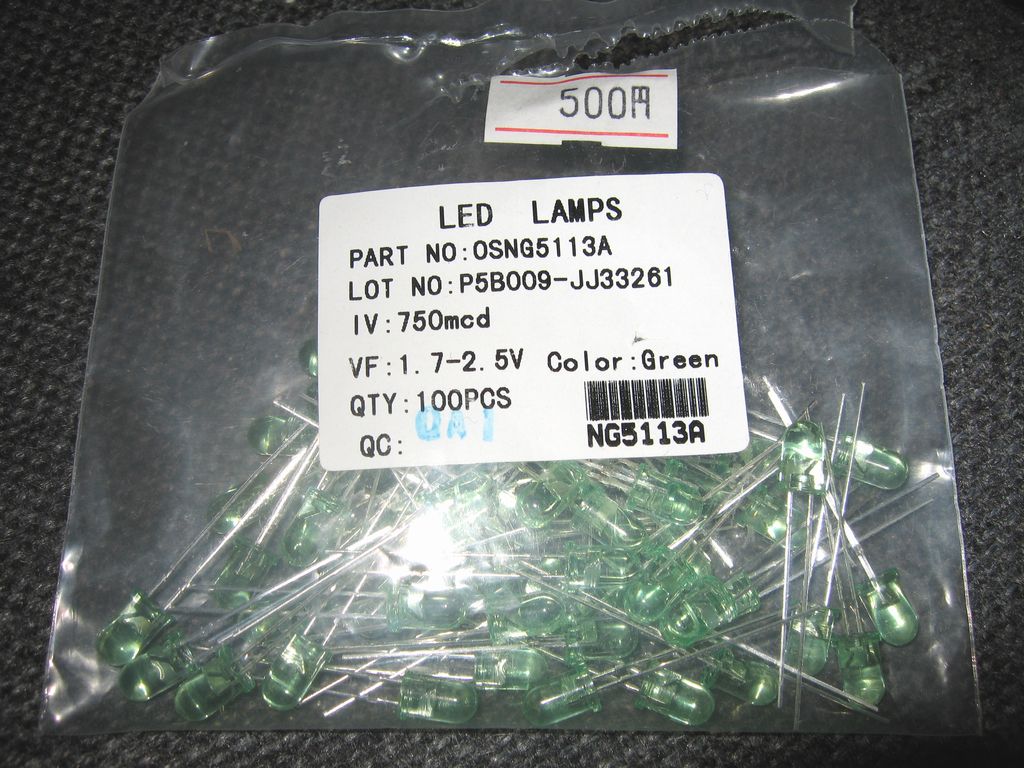 500円
LED LAMPS
PART NO:OSNG5113A
LOT NO:P5B009-JJ33261
IV:750mcd
VF:1.7-2.5V Color:Green
QTY:100PCS
QC: QA1
NG5113A